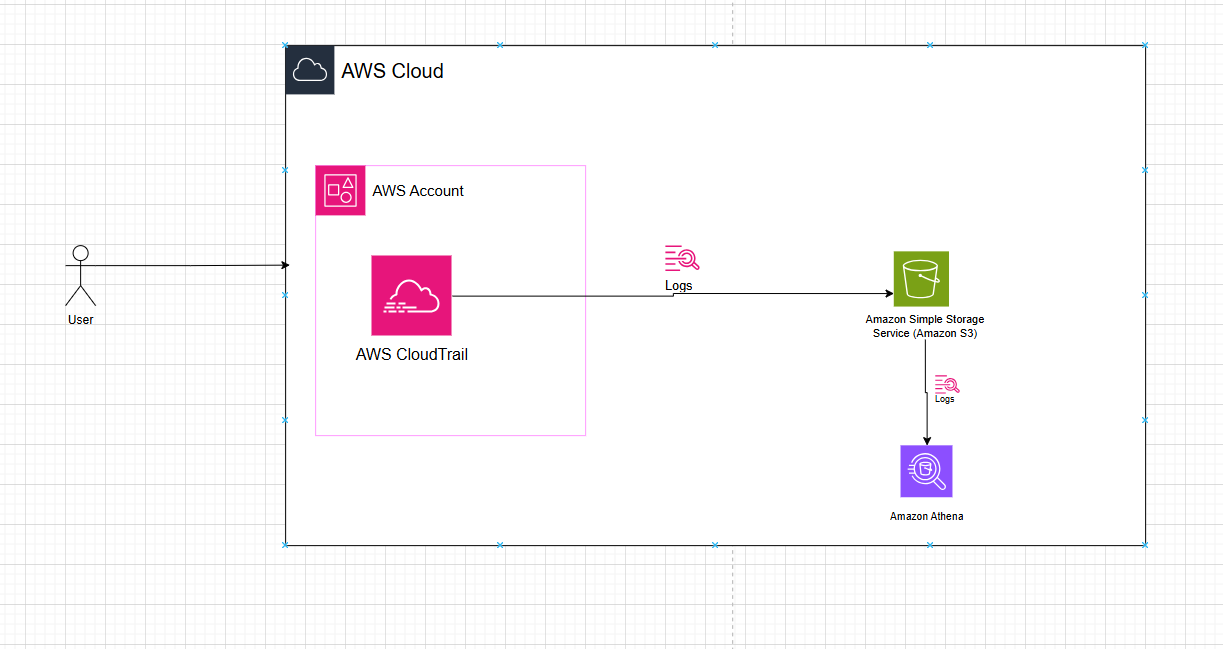 AWS Cloud
AWS Account
AWS CloudTrail
User
Logs
Amazon Simple Storage
Service (Amazon S3)
Logs
Amazon Athena